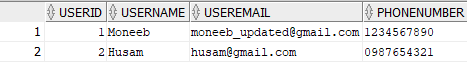 USERID USERNAME USEREMAIL PHONENUMBER
1 1 Moneeb moneeb_updated@gmail.com 1234567890
2 2 Husam husam@gmail.com 0987654321